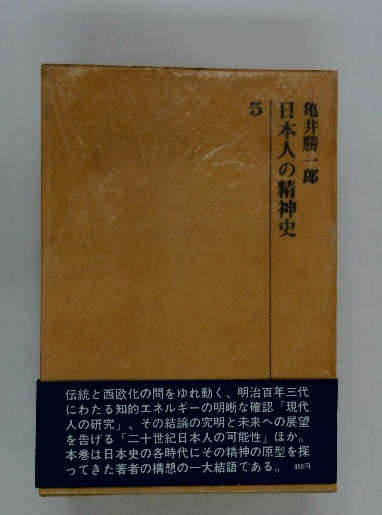 亀井勝一郎
日本人の精神史
5
伝統と西欧化の間をゆれ動く、明治百年三代
にわたる知的エネルギーの明晰な確認「現代
人の研究」、その結論の究明と未来への展望
を告げる「二十世紀日本人の可能性」ほか。
本巻は日本史の各時代にその精神の原型を探
ってきた著者の構想の一大結語である。 850円